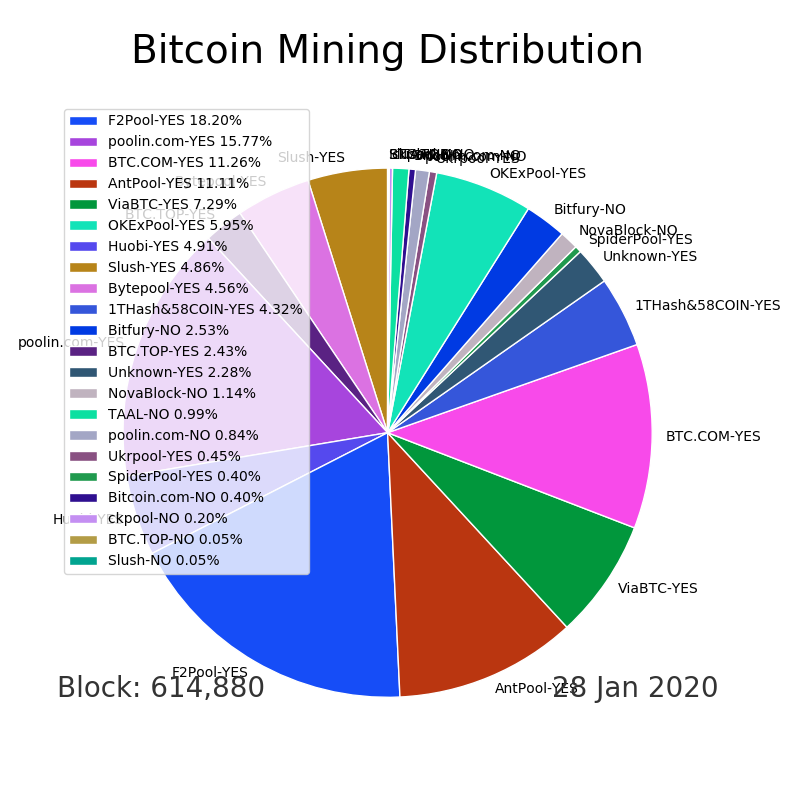 Bitcoin Mining Distribution
F2Pool-YES 18.20%
poolin.com-YES 15.77%
BTC.COM-YES 11.26%
AntPool-YES 11.11%
ViaBTC-YES 7.29%
OKExPool-YES 5.95%
Huobi-YES 4.91%
Slush-YES 4.86%
Bytepool-YES 4.56%
1THash&58COIN-YES 4.32%
Bitfury-NO 2.53%
BTC.TOP-YES 2.43%
Unknown-YES 2.28%
NovaBlock-NO 1.14%
TAAL-NO 0.99%
poolin.com-NO 0.84%
Ukrpool-YES 0.45%
SpiderPool-YES 0.40%
Bitcoin.com-NO 0.40%
ckpool-NO 0.20%
BTC.TOP-NO 0.05%
Slush-NO 0.05%
Slush-YES
Bytepool-YES
BTC.TOP-YES
poolin.com-YES
Huobi-YES
F2Pool-YES
AntPool-YES
ViaBTC-YES
BTC.COM-YES
1THash&58COIN-YES
Unknown-YES
SpiderPool-YES
NovaBlock-NO
Bitfury-NO
OKExPool-YES
Ukrpool-YES
Block: 614,880
28 Jan 2020